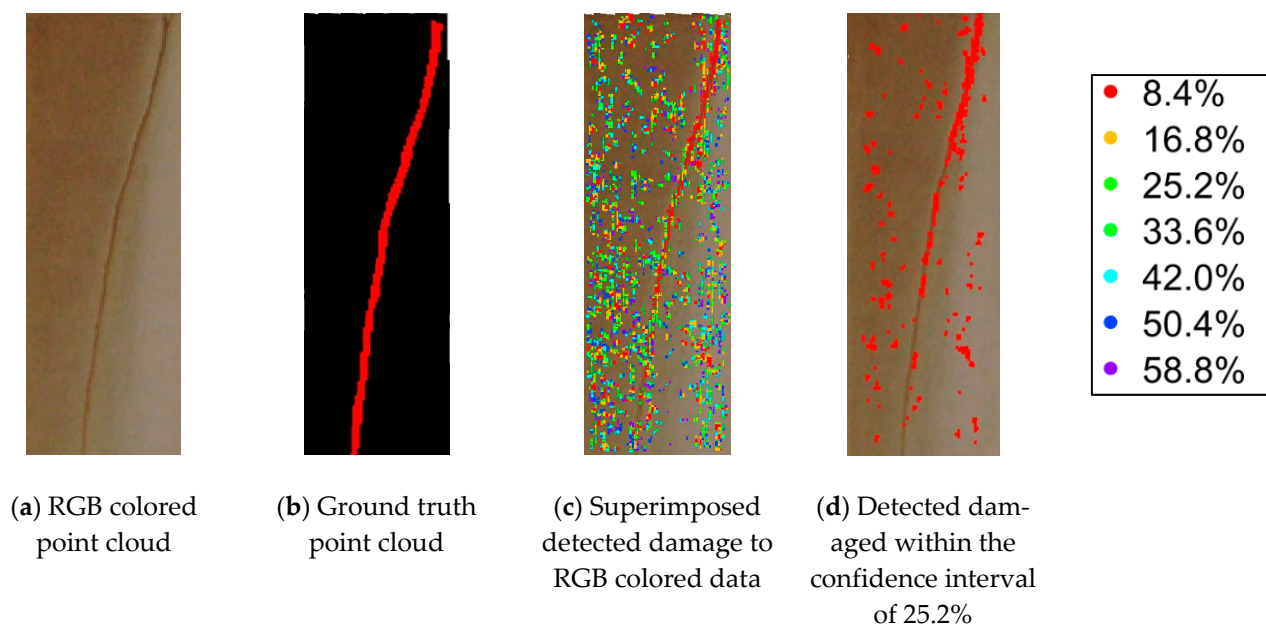 8.4%
16.8%
25.2%
33.6%
42.0%
50.4%
58.8%
(a) RGB colored
point cloud
(b) Ground truth
point cloud
(c) Superimposed
detected damage to
RGB colored data
(d) Detected dam-
aged within the
confidence interval
of 25.2%